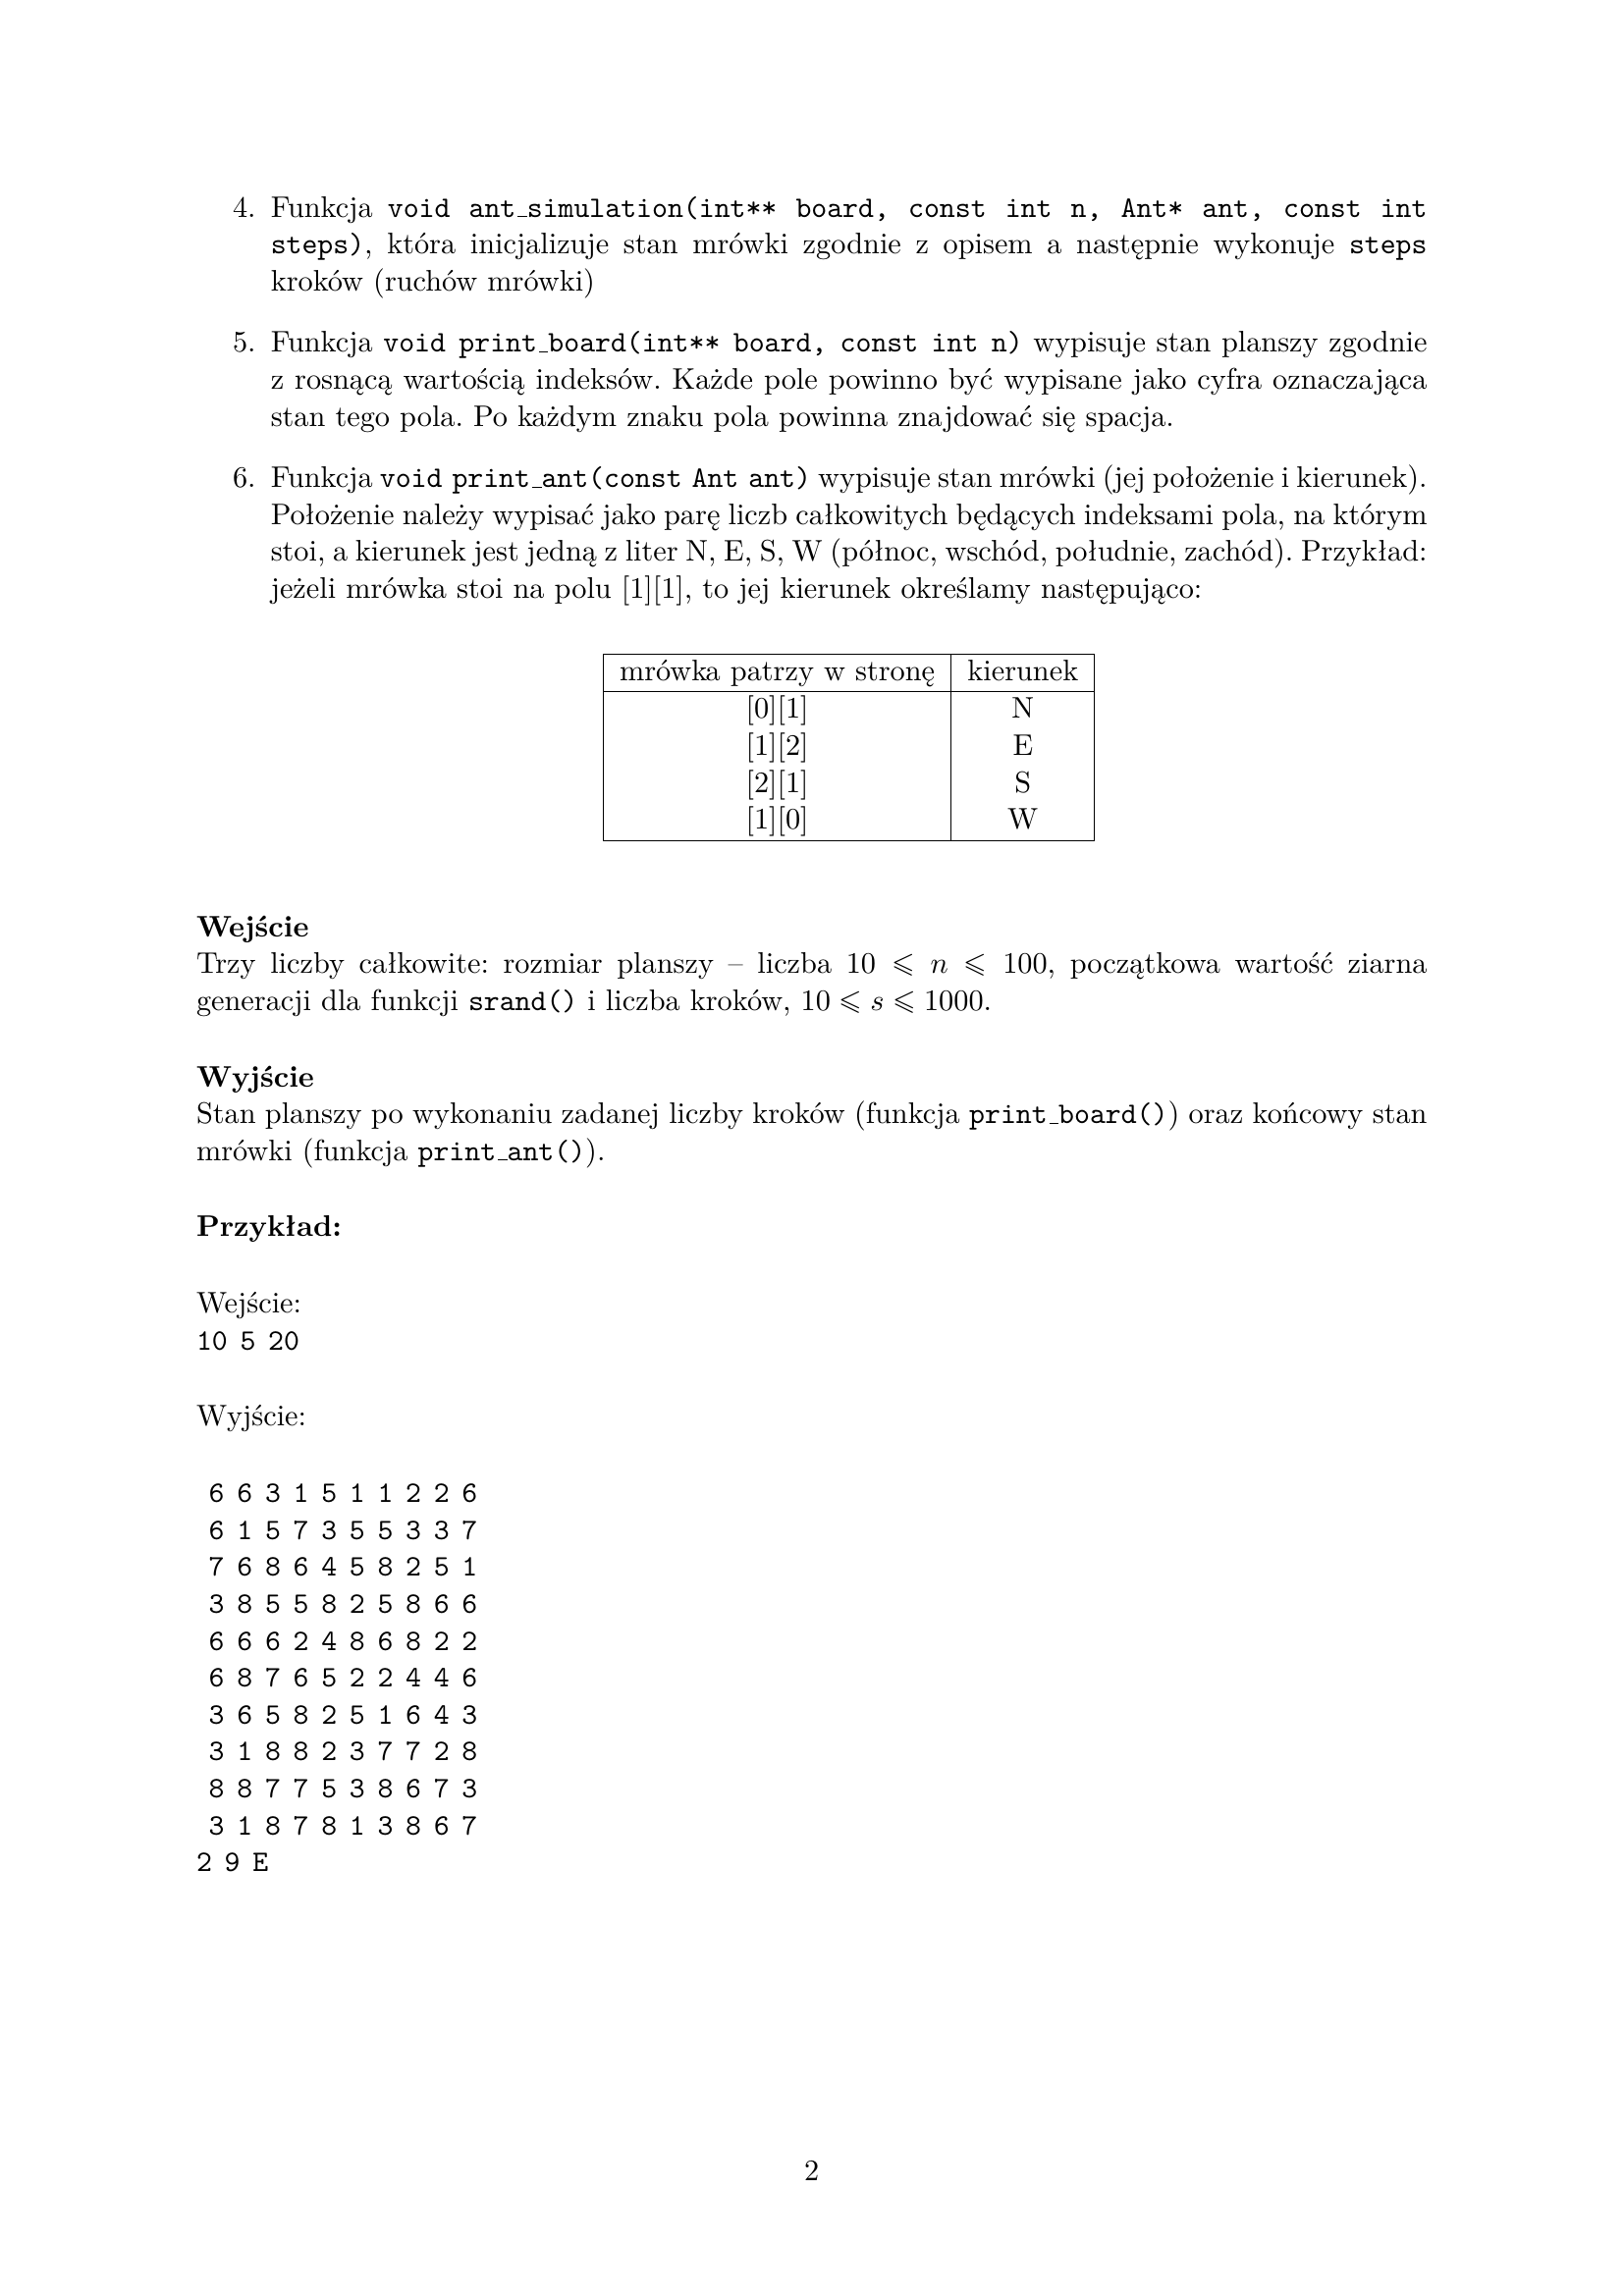 4. Funkcja void ant_simulation(int** board, const int n, Ant* ant, const int
steps), która inicjalizuje stan mrówki zgodnie z opisem a następnie wykonuje steps
kroków (ruchów mrówki)
5. Funkcja void print_board(int** board, const int n) wypisuje stan planszy zgodnie
z rosnącą wartością indeksów. Każde pole powinno być wypisane jako cyfra oznaczająca
stan tego pola. Po każdym znaku pola powinna znajdować się spacja.
6. Funkcja void print_ant(const Ant ant) wypisuje stan mrówki (jej położenie i kierunek).
Położenie należy wypisać jako parę liczb całkowitych będących indeksami pola, na którym
stoi, a kierunek jest jedną z liter N, E, S, W (północ, wschód, południe, zachód). Przykład:
jeżeli mrówka stoi na polu [1][1], to jej kierunek określamy następująco:
mrówka patrzy w stronę kierunek
[0][1] N
[1][2] E
[2][1] S
[1][0] W
Wejście
Trzy liczby całkowite: rozmiar planszy – liczba 10 ⩽ n ⩽ 100, początkowa wartość ziarna
generacji dla funkcji srand() i liczba kroków, 10 ⩽ s ⩽ 1000.
Wyjście
Stan planszy po wykonaniu zadanej liczby kroków (funkcja print_board()) oraz końcowy stan
mrówki (funkcja print_ant()).
Przykład:
Wejście:
10 5 20
Wyjście:
6 6 3 1 5 1 1 2 2 6
6 1 5 7 3 5 5 3 3 7
7 6 8 6 4 5 8 2 5 1
3 8 5 5 8 2 5 8 6 6
6 6 6 2 4 8 6 8 2 2
6 8 7 6 5 2 2 4 4 6
3 6 5 8 2 5 1 6 4 3
3 1 8 8 2 3 7 7 2 8
8 8 7 7 5 3 8 6 7 3
3 1 8 7 8 1 3 8 6 7
2 9 E
2